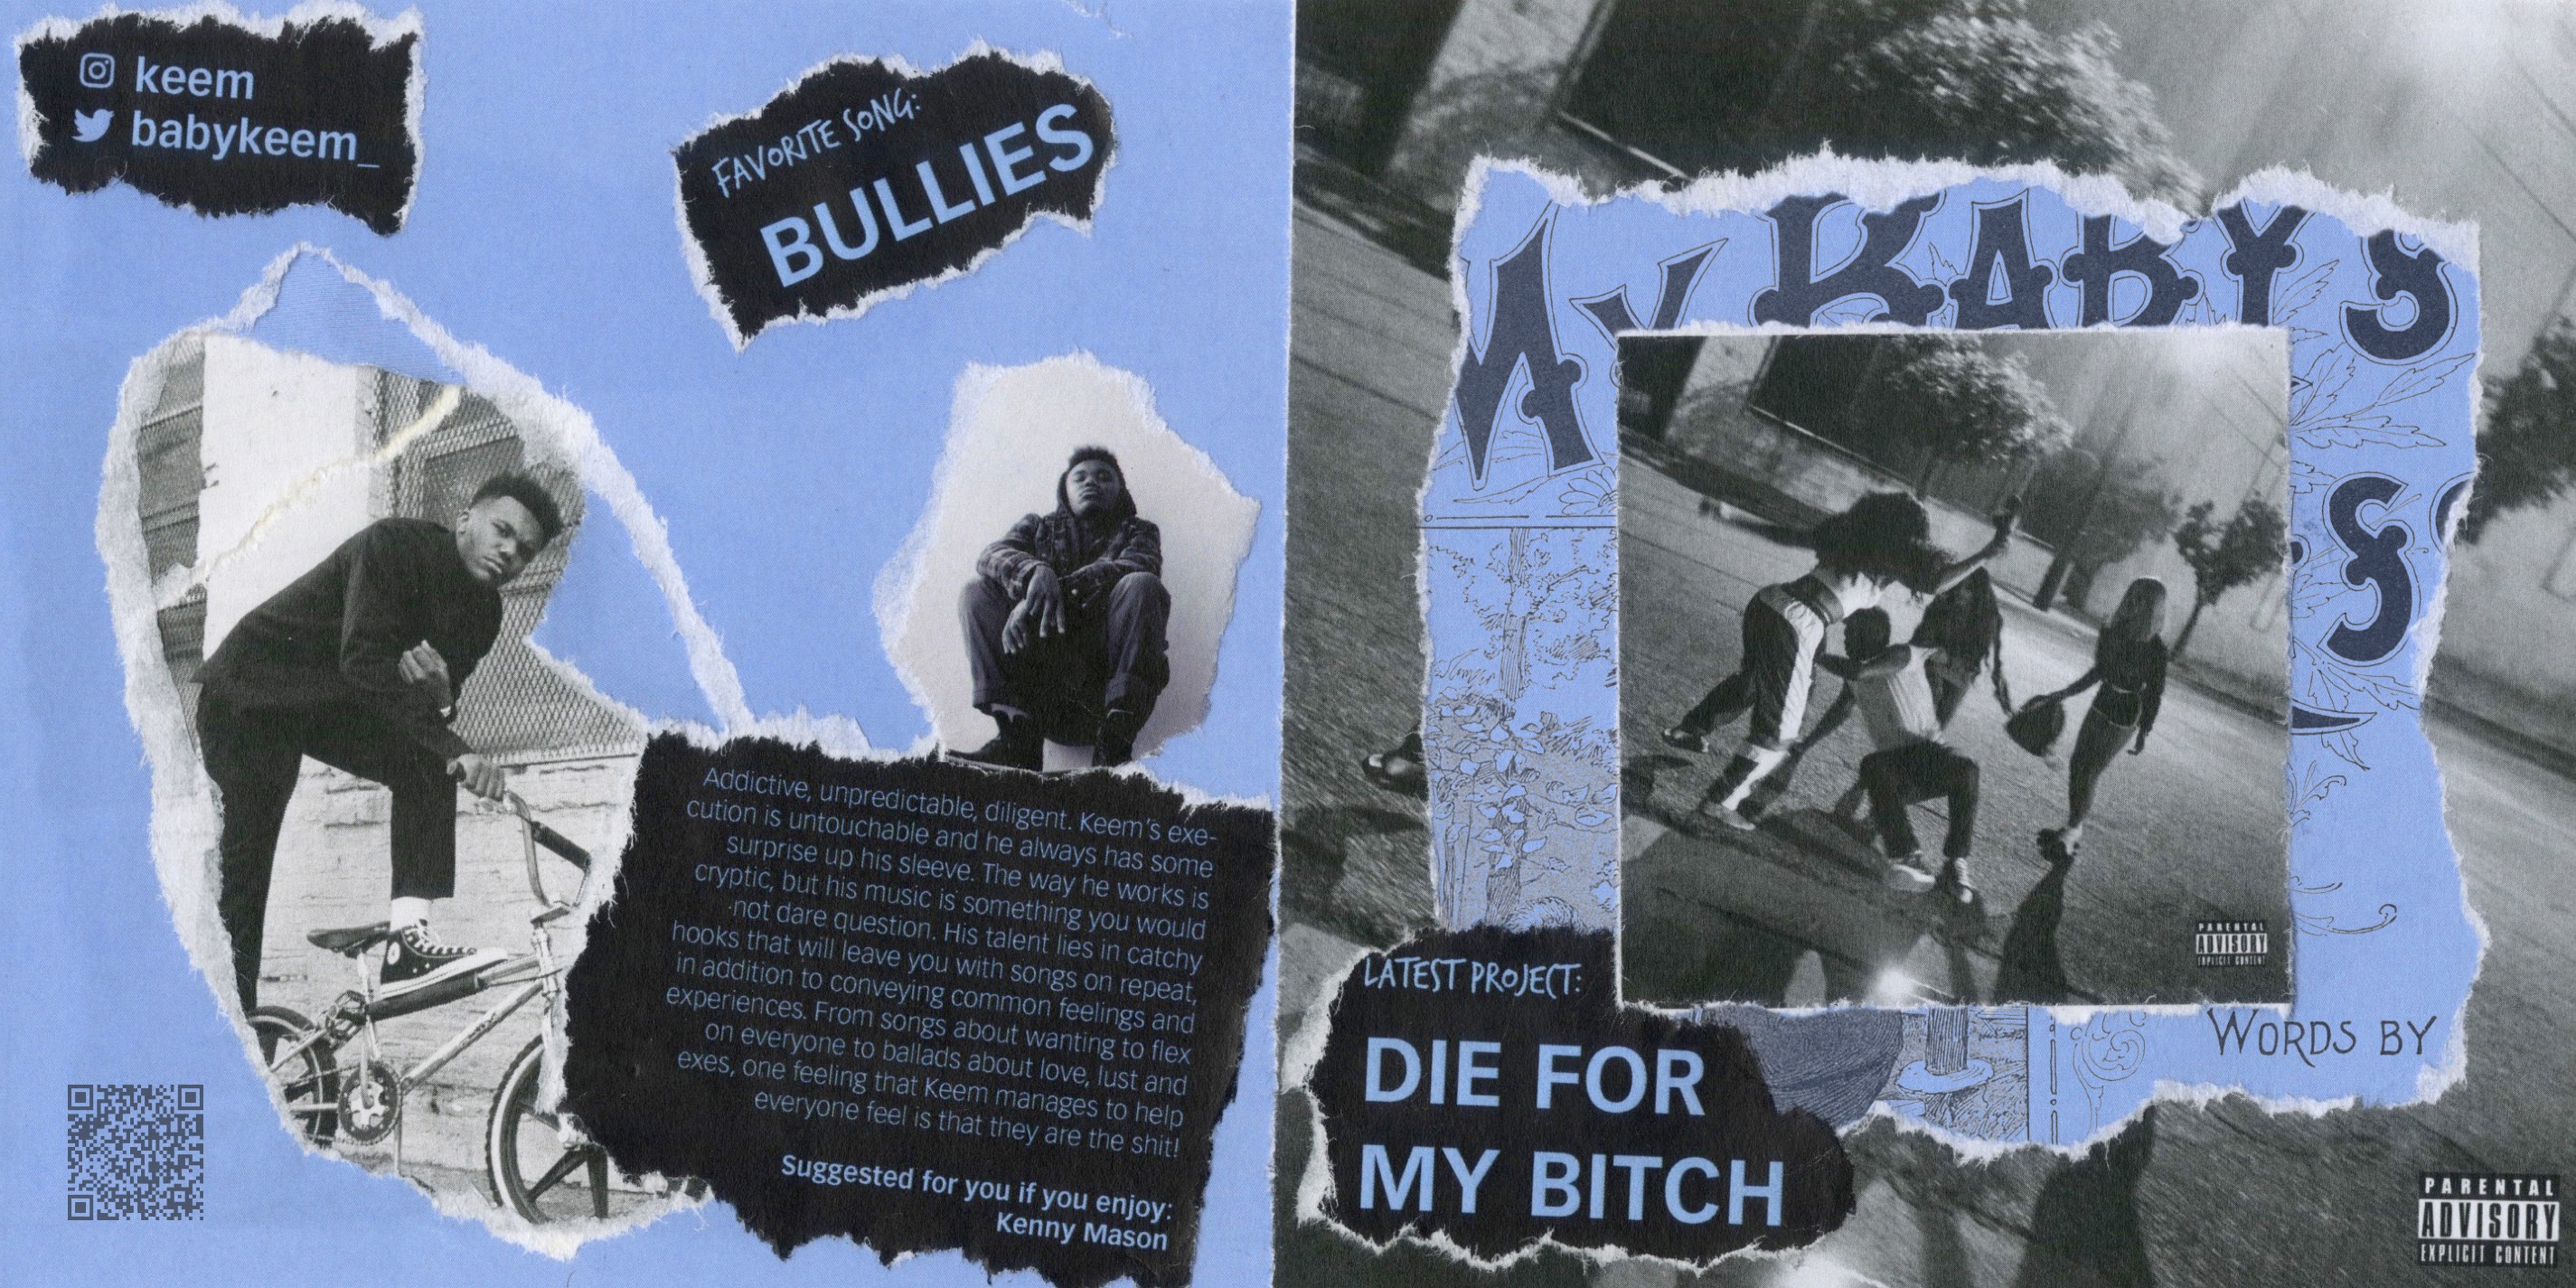 keem
babykeem_
FAVORITE SONG:
BULLIES
Addictive, unpredictable, diligent. Keem's exe-
cution is untouchable and he always has some
surprise up his sleeve. The way he works is
cryptic, but his music is something you would
not dare question. His talent lies in catchy
hooks that will leave you with songs on repeat,
in addition to conveying common feelings and
experiences. From songs about wanting to flex
on everyone to ballads about love, lust and
exes, one feeling that Keem manages to help
everyone feel is that they are the shit!
Suggested for you if you enjoy:
Kenny Mason
MY BABY'S
PARENTAL
ADVISORY
EXPLICIT CONTENT
WORDS BY
LATEST PROJECT:
DIE FOR
MY BITCH
PARENTAL
ADVISORY
EXPLICIT CONTENT